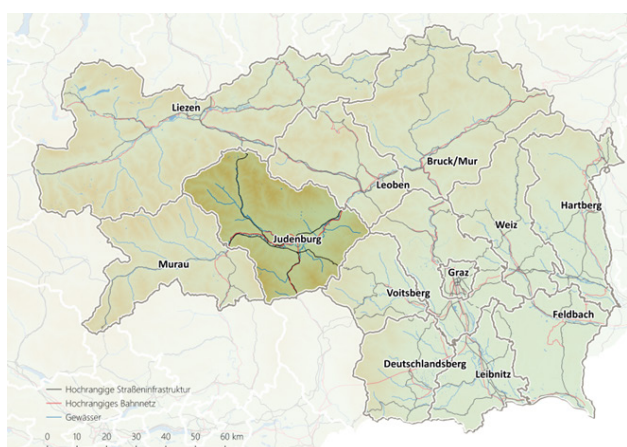 Liezen
Bruck/Mur
Leoben
Hartberg
Weiz
Judenburg
Murau
Graz
Voitsberg
Feldbach
Deutschlandsberg
Leibnitz
Hochrangige Straßeninfrastruktur
Hochrangiges Bahnnetz
Gewässer
0 10 20 30 40 50 60 km